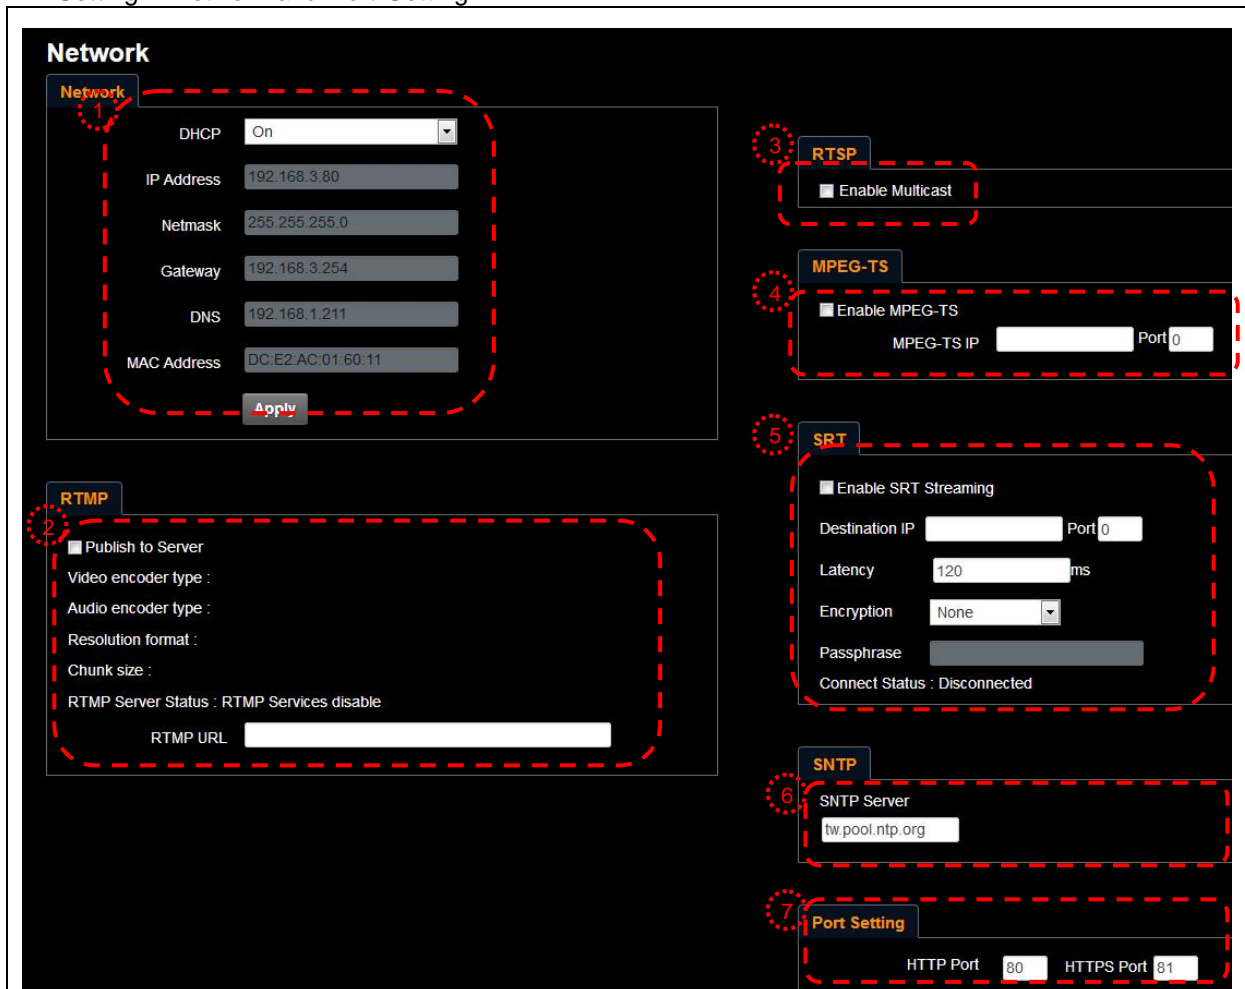 Network
Network
1
DHCP On
IP Address 192.168.3.80
Netmask 255.255.255.0
Gateway 192.168.3.254
DNS 192.168.1.211
MAC Address DC:E2:AC:01:60:11
Apply
RTMP
2
Publish to Server
Video encoder type :
Audio encoder type :
Resolution format :
Chunk size :
RTMP Server Status : RTMP Services disable
RTMP URL
3
RTSP
Enable Multicast
MPEG-TS
4
Enable MPEG-TS
MPEG-TS IP Port 0
5
SRT
Enable SRT Streaming
Destination IP Port 0
Latency 120 ms
Encryption None
Passphrase
Connect Status : Disconnected
SNTP
6
SNTP Server
tw.pool.ntp.org
7
Port Setting
HTTP Port 80 HTTPS Port 81